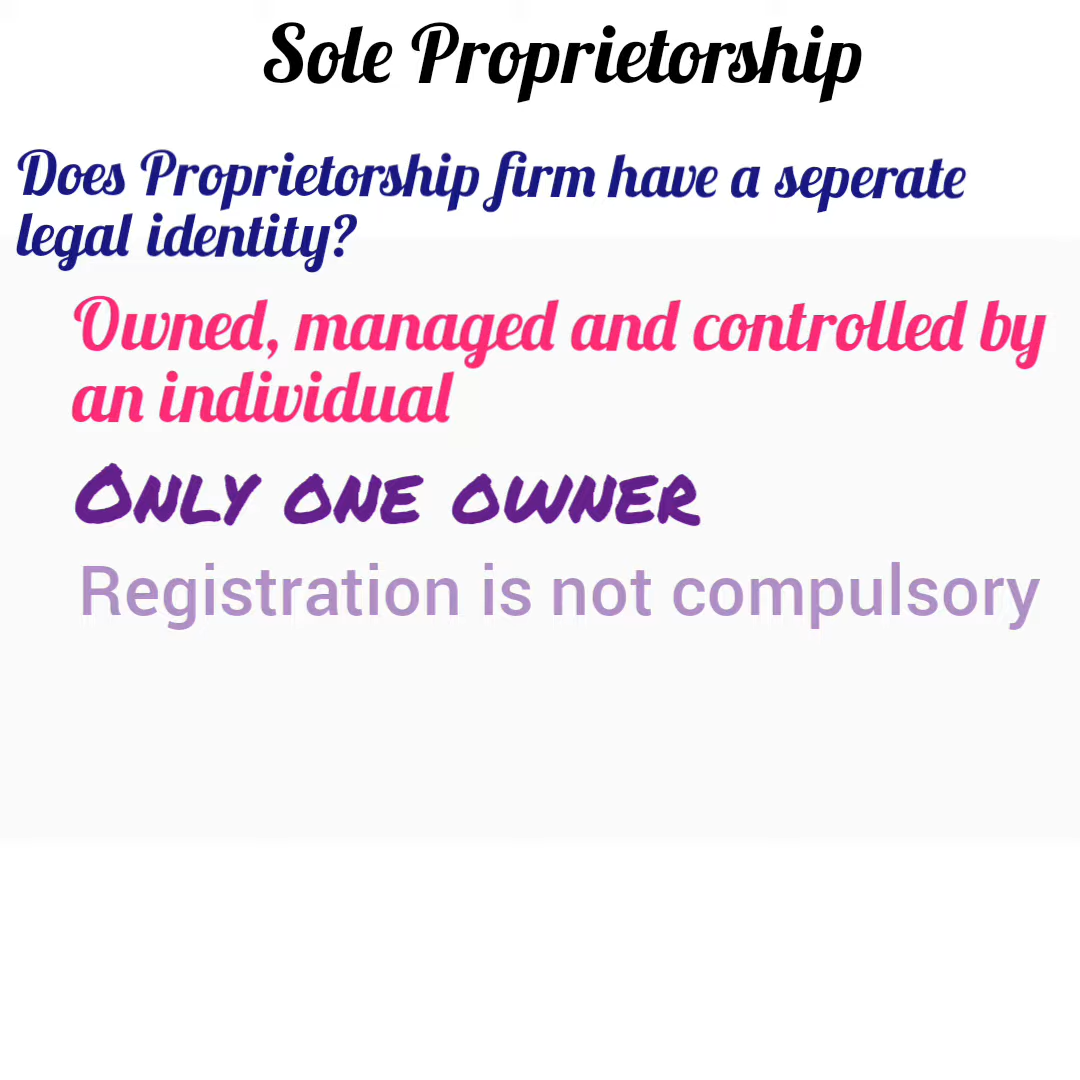 Sole Proprietorship
Does Proprietorship firm have a seperate
legal identity?
Owned, managed and controlled by
an individual
ONLY ONE OWNER
Registration is not compulsory